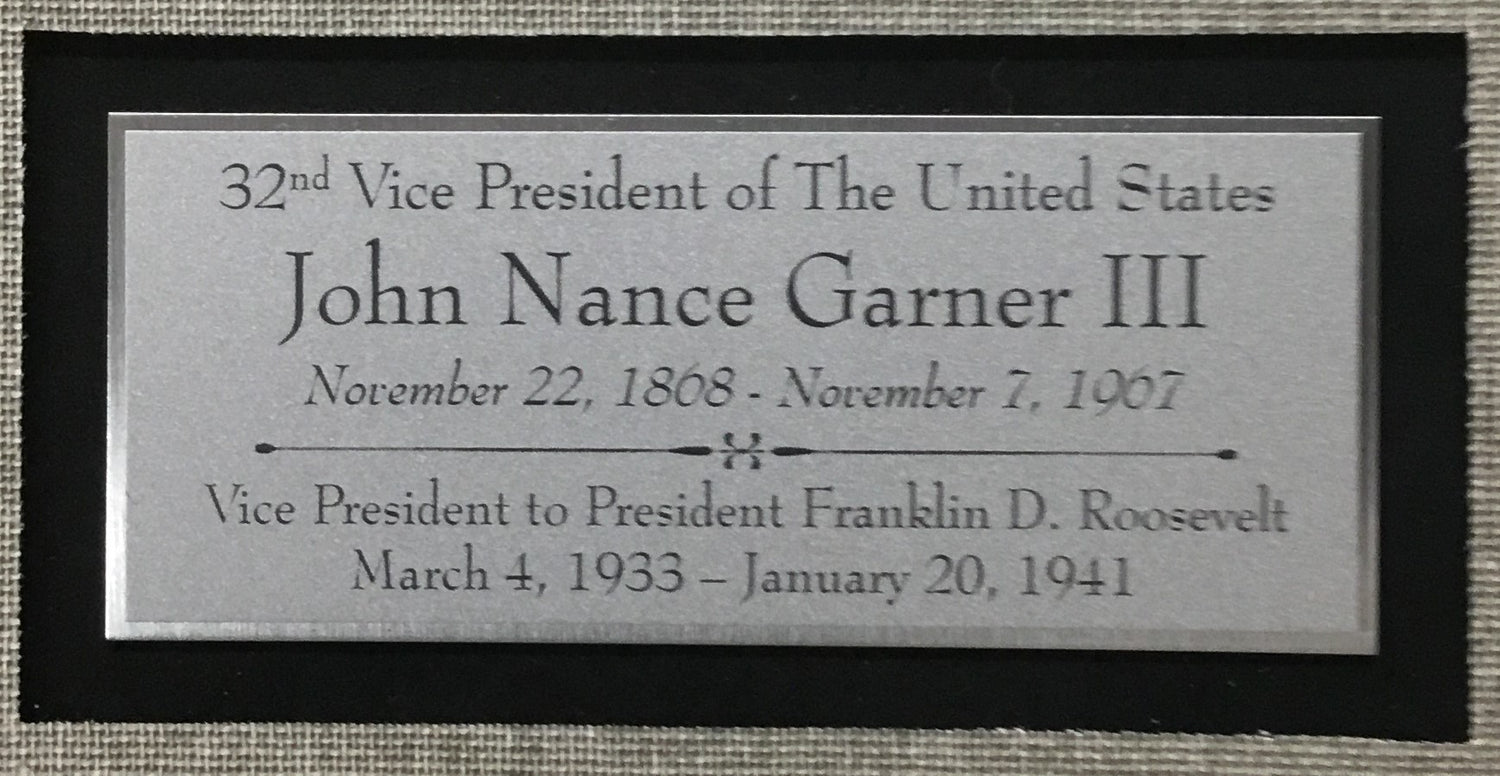 32nd Vice President of The United States
John Nance Garner III
November 22, 1868 - November 7, 1967
Vice President to President Franklin D. Roosevelt
March 4, 1933 – January 20, 1941